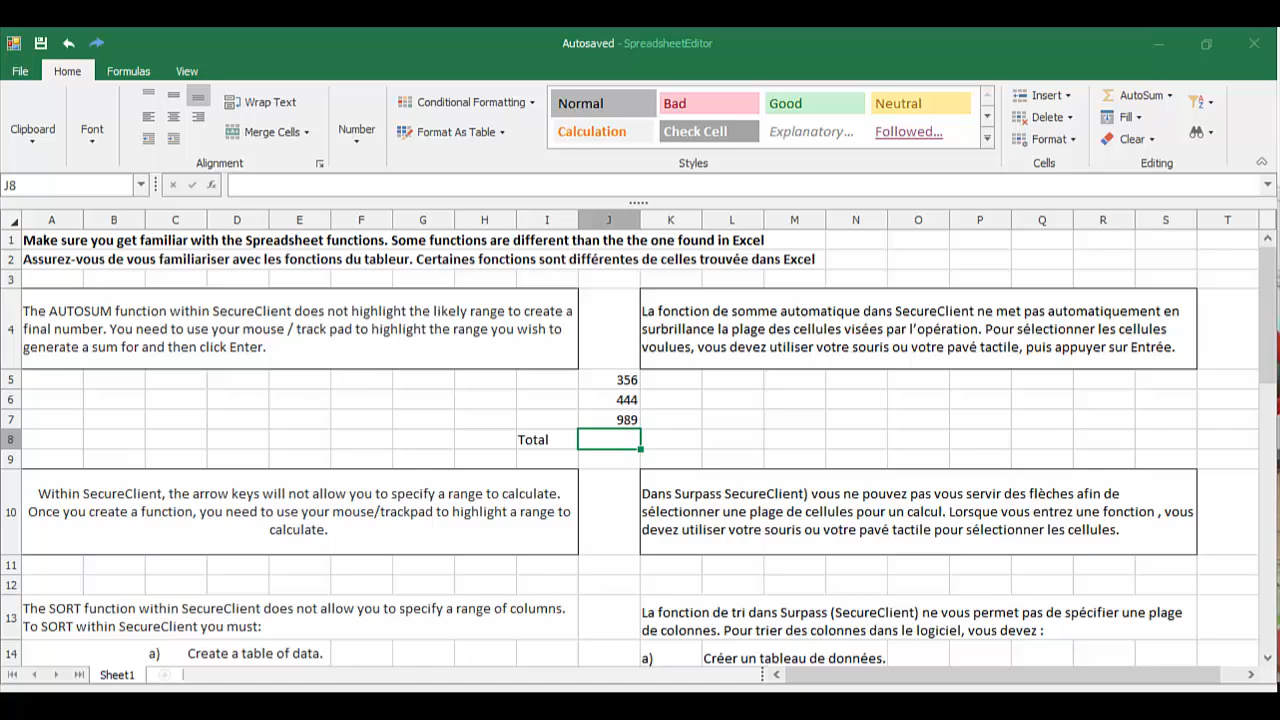 Autosaved - SpreadsheetEditor
File Home Formulas View
Clipboard
Font
Wrap Text
Merge Cells
Alignment
Number
Conditional Formatting
Format As Table
Normal Bad Good Neutral
Calculation Check Cell Explanatory... Followed...
Styles
Insert
Delete
Format
Cells
AutoSum
Fill
Clear
Editing
J8
fx
A B C D E F G H I J K L M N O P Q R S T
1 Make sure you get familiar with the Spreadsheet functions. Some functions are different than the the one found in Excel
2 Assurez-vous de vous familiariser avec les fonctions du tableur. Certaines fonctions sont différentes de celles trouvée dans Excel
3
4
The AUTOSUM function within SecureClient does not highlight the likely range to create a
final number. You need to use your mouse / track pad to highlight the range you wish to
generate a sum for and then click Enter.
La fonction de somme automatique dans SecureClient ne met pas automatiquement en
surbrillance la plage des cellules visées par l'opération. Pour sélectionner les cellules
voulues, vous devez utiliser votre souris ou votre pavé tactile, puis appuyer sur Entrée.
5 356
6 444
7 989
8 Total
9
10
Within SecureClient, the arrow keys will not allow you to specify a range to calculate.
Once you create a function, you need to use your mouse/trackpad to highlight a range to
calculate.
Dans Surpass SecureClient) vous ne pouvez pas vous servir des flèches afin de
sélectionner une plage de cellules pour un calcul. Lorsque vous entrez une fonction , vous
devez utiliser votre souris ou votre pavé tactile pour sélectionner les cellules.
11
12
13
The SORT function within SecureClient does not allow you to specify a range of columns.
To SORT within SecureClient you must:
La fonction de tri dans Surpass (SecureClient) ne vous permet pas de spécifier une plage
de colonnes. Pour trier des colonnes dans le logiciel, vous devez :
14 a) Create a table of data.
a) Créer un tableau de données.
Sheet1